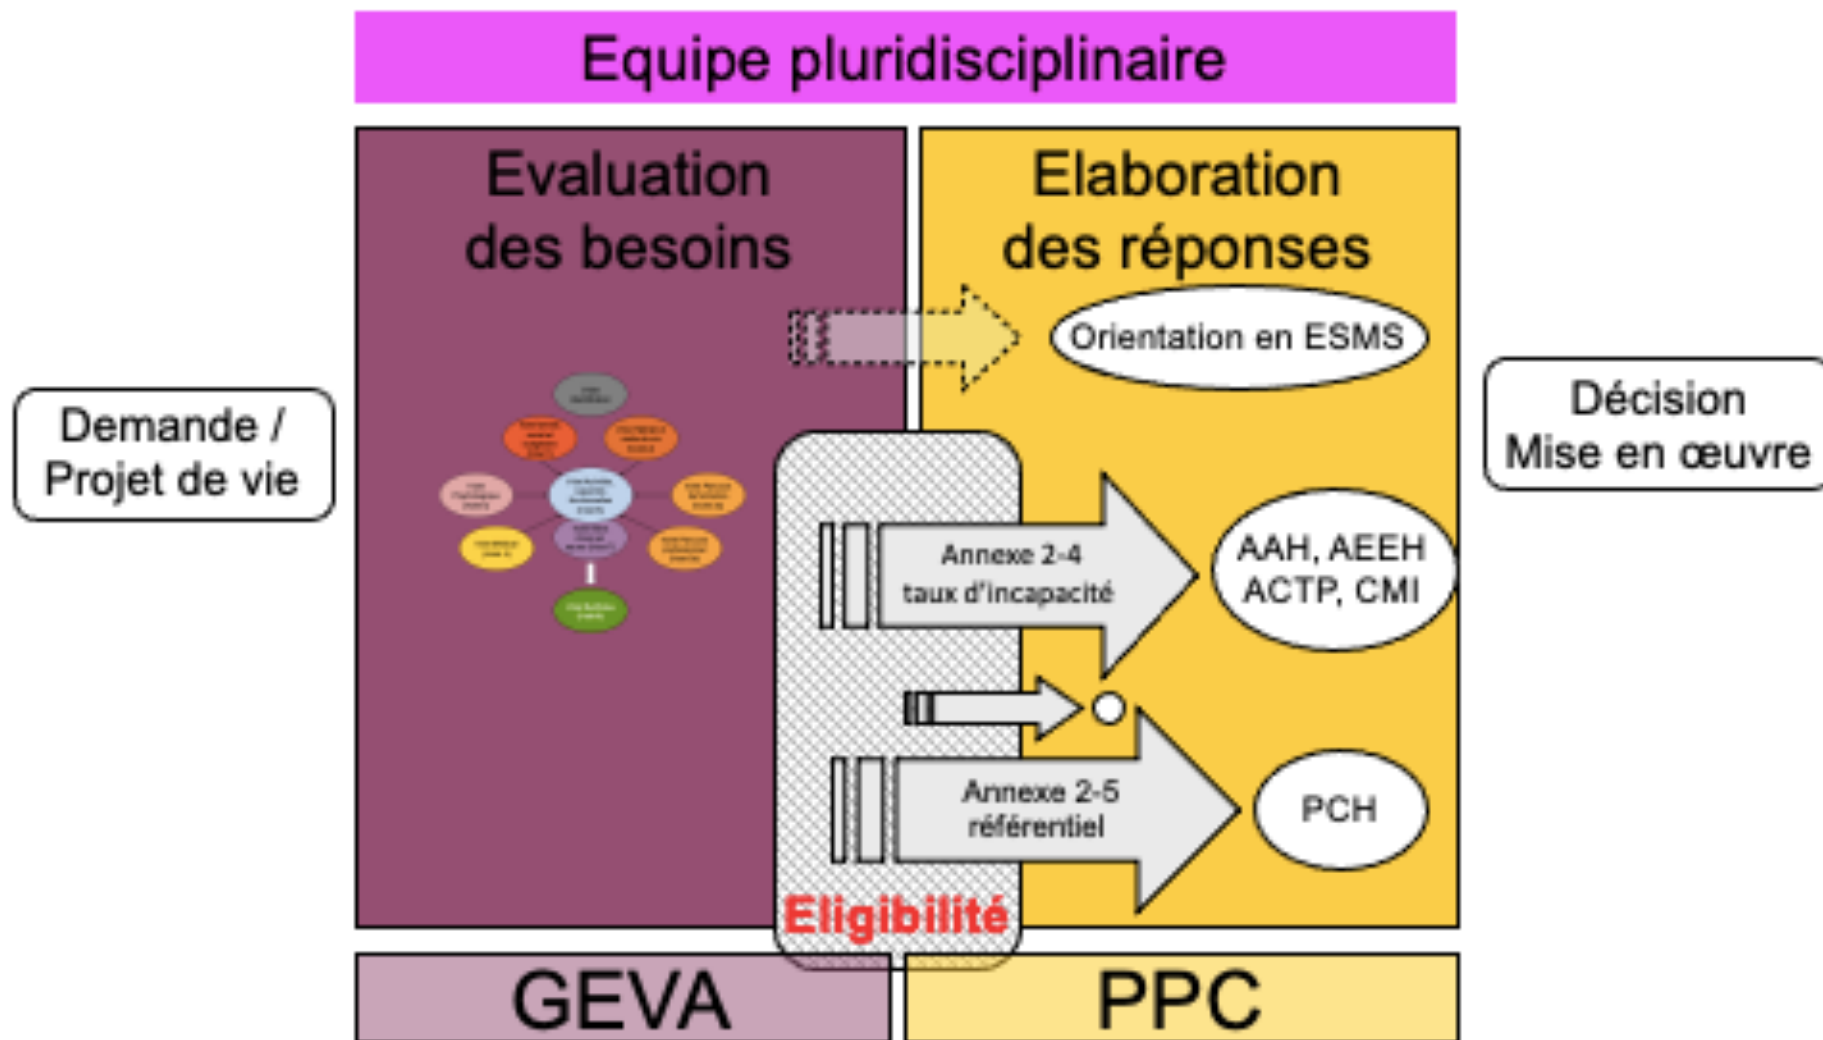 Equipe pluridisciplinaire
Evaluation
des besoins
Elaboration
des réponses
Orientation en ESMS
Demande /
Projet de vie
Décision
Mise en œuvre
Annexe 2-4
taux d'incapacité
AAH, AEEH
ACTP, CMI
Annexe 2-5
référentiel
PCH
Eligibilité
GEVA
PPC